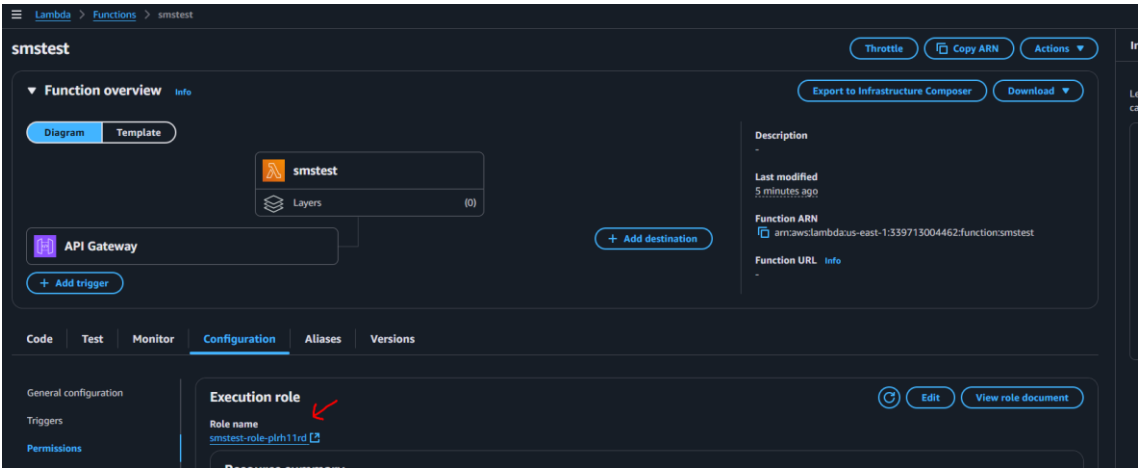 Lambda > Functions > smstest
smstest
Throttle
Copy ARN
Actions
Function overview Info
Export to Infrastructure Composer
Download
Diagram
Template
smstest
Layers
(0)
API Gateway
+ Add trigger
+ Add destination
Description
-
Last modified
5 minutes ago
Function ARN
arn:aws:lambda:us-east-1:339713004462:function:smstest
Function URL Info
-
Code
Test
Monitor
Configuration
Aliases
Versions
General configuration
Triggers
Permissions
Execution role
Edit
View role document
Role name
smstest-role-plrh11rd